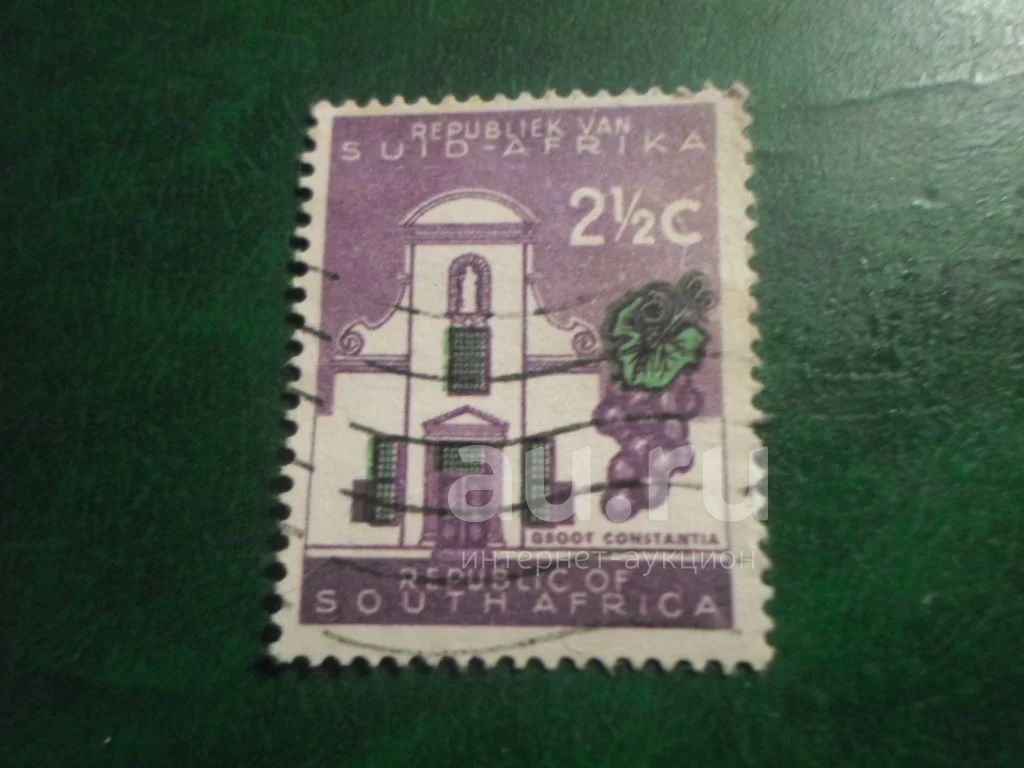 REPUBLIEK VAN
SUID-AFRIKA
2½C
au.ru
GROOT CONSTANTIA
интернет-аукцион
REPUBLIC OF
SOUTH AFRICA